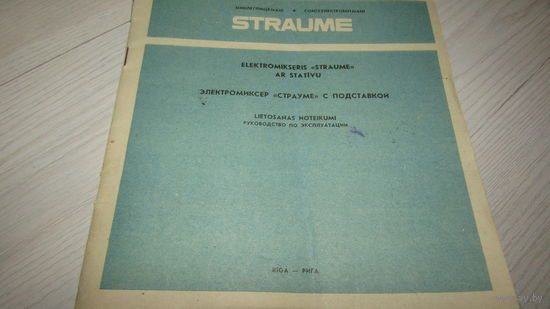 STRAUME
ELEKTROMIKSERIS «STRAUME»
AR STATĪVU
ЭЛЕКТРОМИКСЕР «СТРАУМЕ» С ПОДСТАВКОЙ
LIETOŠANAS NOTEIKUMI
РУКОВОДСТВО ПО ЭКСПЛУАТАЦИИ
RĪGA — РИГА